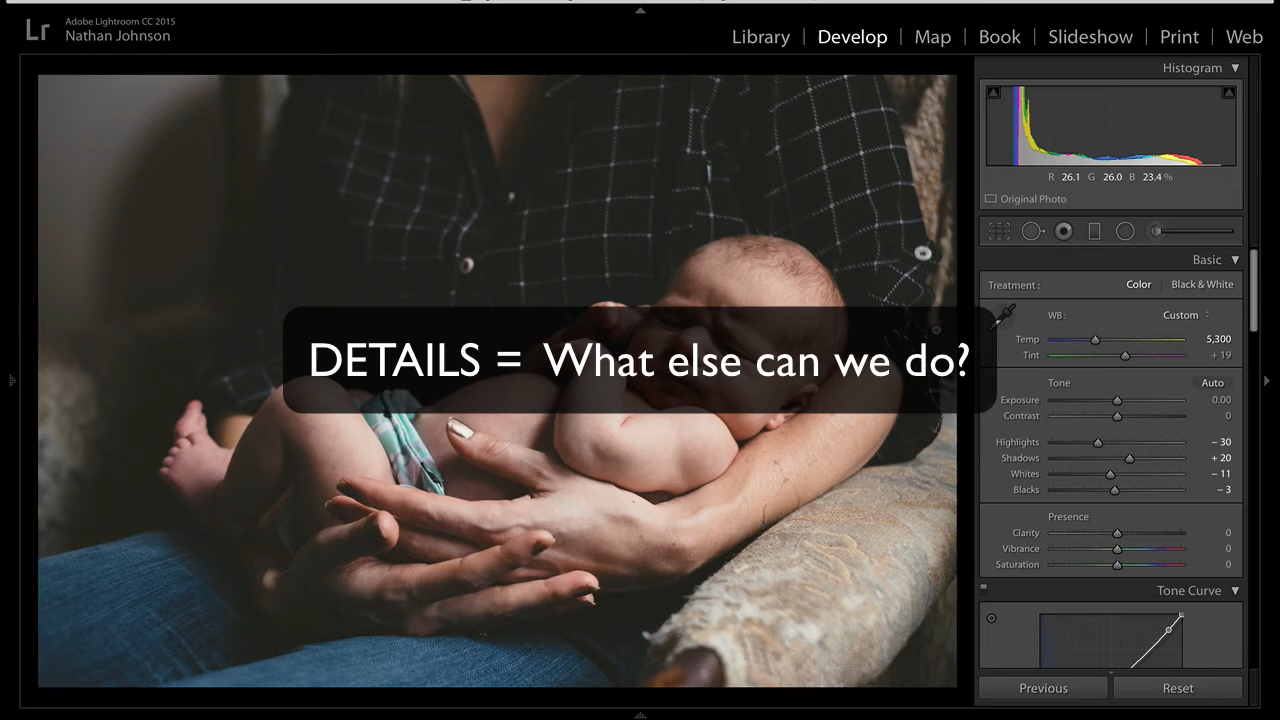 Lr
Adobe Lightroom CC 2015
Nathan Johnson
Library | Develop | Map | Book | Slideshow | Print | Web
Histogram
R 26.1 G 26.0 B 23.4 %
Original Photo
Basic
Treatment : Color | Black & White
WB : Custom
Temp 5,300
Tint + 19
Tone Auto
Exposure 0.00
Contrast 0
Highlights − 30
Shadows + 20
Whites − 11
Blacks − 3
Presence
Clarity 0
Vibrance 0
Saturation 0
Tone Curve
Previous Reset
DETAILS = What else can we do?